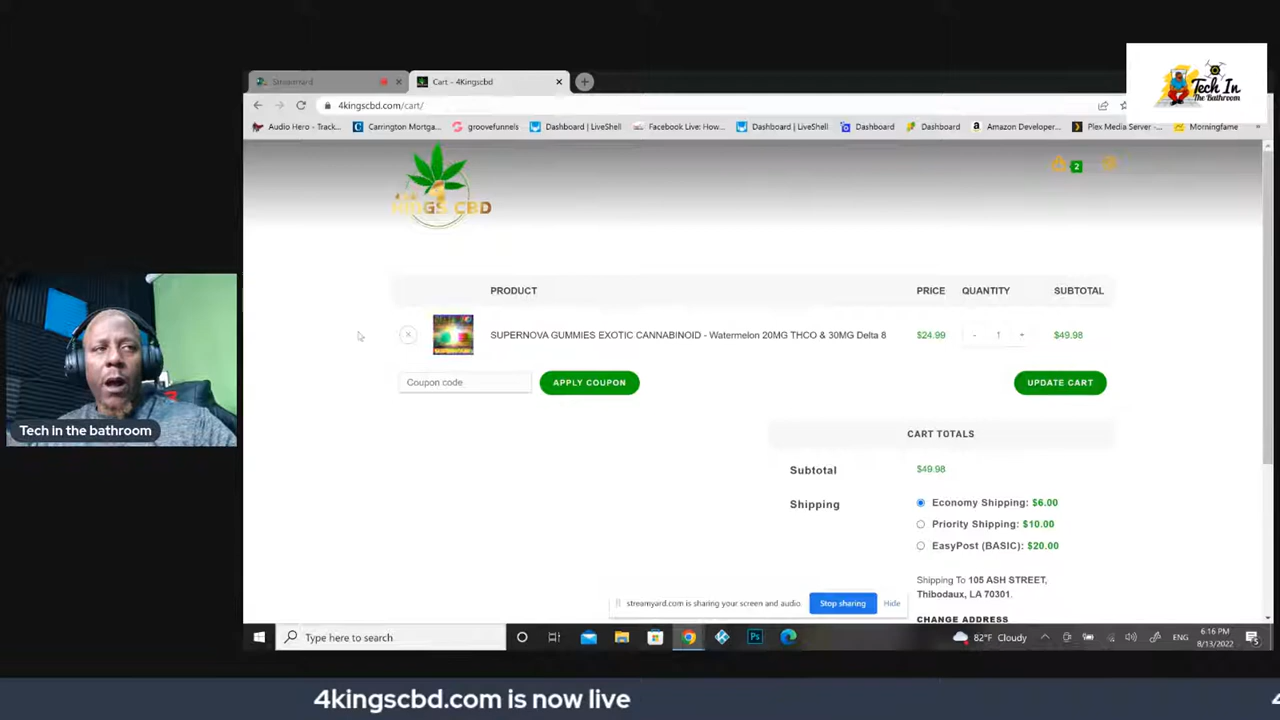 Tech In
The Bathroom
StreamYard
Cart - 4Kingscbd
4kingscbd.com/cart/
Audio Hero - Track...
Carrington Mortga...
groovefunnels
Dashboard | LiveShell
Facebook Live: How...
Dashboard | LiveShell
Dashboard
Dashboard
Amazon Developer...
Plex Media Server -...
Morningfame
»
2
KINGS CBD
PRODUCT PRICE QUANTITY SUBTOTAL
× SUPERNOVA GUMMIES EXOTIC CANNABINOID - Watermelon 20MG THCO & 30MG Delta 8 $24.99 - 1 + $49.98
Coupon code APPLY COUPON UPDATE CART
CART TOTALS
Subtotal $49.98
Shipping Economy Shipping: $6.00
Priority Shipping: $10.00
EasyPost (BASIC): $20.00
Shipping To 105 ASH STREET,
Thibodaux, LA 70301.
CHANGE ADDRESS
streamyard.com is sharing your screen and audio. Stop sharing Hide
Tech in the bathroom
Type here to search
Ps
82°F Cloudy
ENG
6:16 PM
8/13/2022
5
4kingscbd.com is now live
4